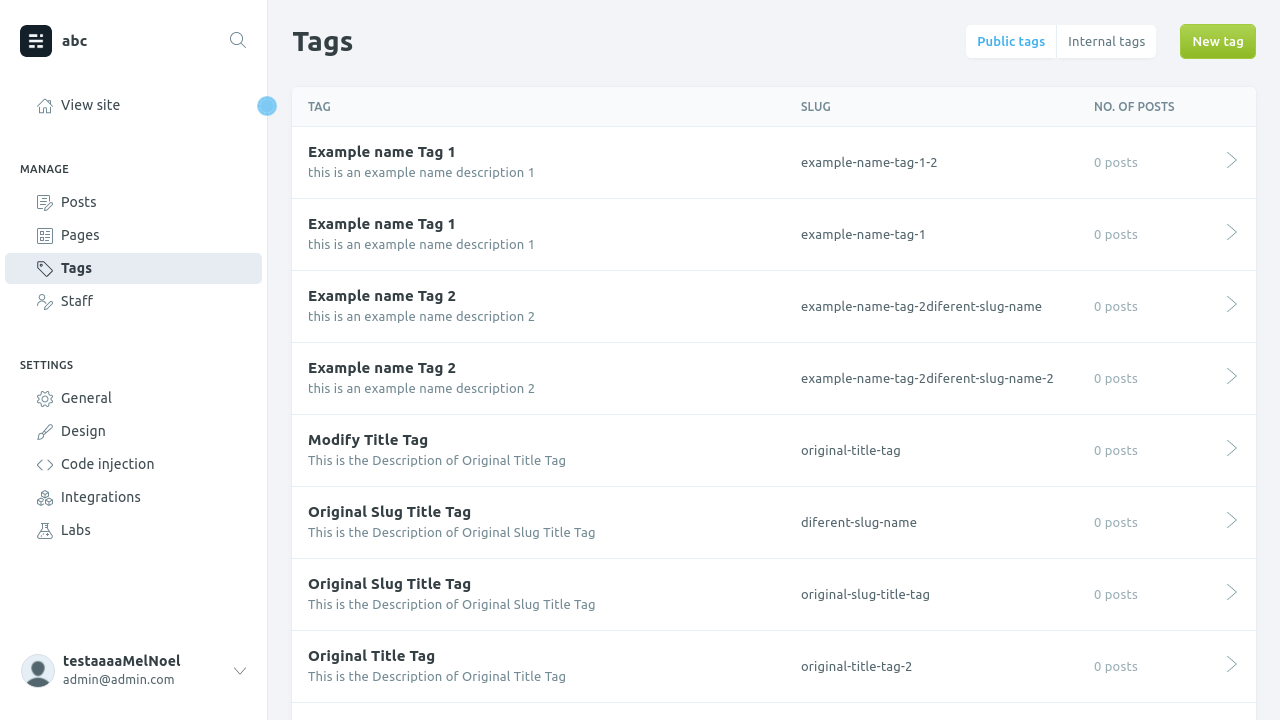 abc
View site
MANAGE
Posts
Pages
Tags
Staff
SETTINGS
General
Design
Code injection
Integrations
Labs
testaaaaMelNoel
admin@admin.com
Tags
Public tags
Internal tags
New tag
TAG SLUG NO. OF POSTS
Example name Tag 1
this is an example name description 1
example-name-tag-1-2
0 posts
Example name Tag 1
this is an example name description 1
example-name-tag-1
0 posts
Example name Tag 2
this is an example name description 2
example-name-tag-2diferent-slug-name
0 posts
Example name Tag 2
this is an example name description 2
example-name-tag-2diferent-slug-name-2
0 posts
Modify Title Tag
This is the Description of Original Title Tag
original-title-tag
0 posts
Original Slug Title Tag
This is the Description of Original Slug Title Tag
diferent-slug-name
0 posts
Original Slug Title Tag
This is the Description of Original Slug Title Tag
original-slug-title-tag
0 posts
Original Title Tag
This is the Description of Original Title Tag
original-title-tag-2
0 posts